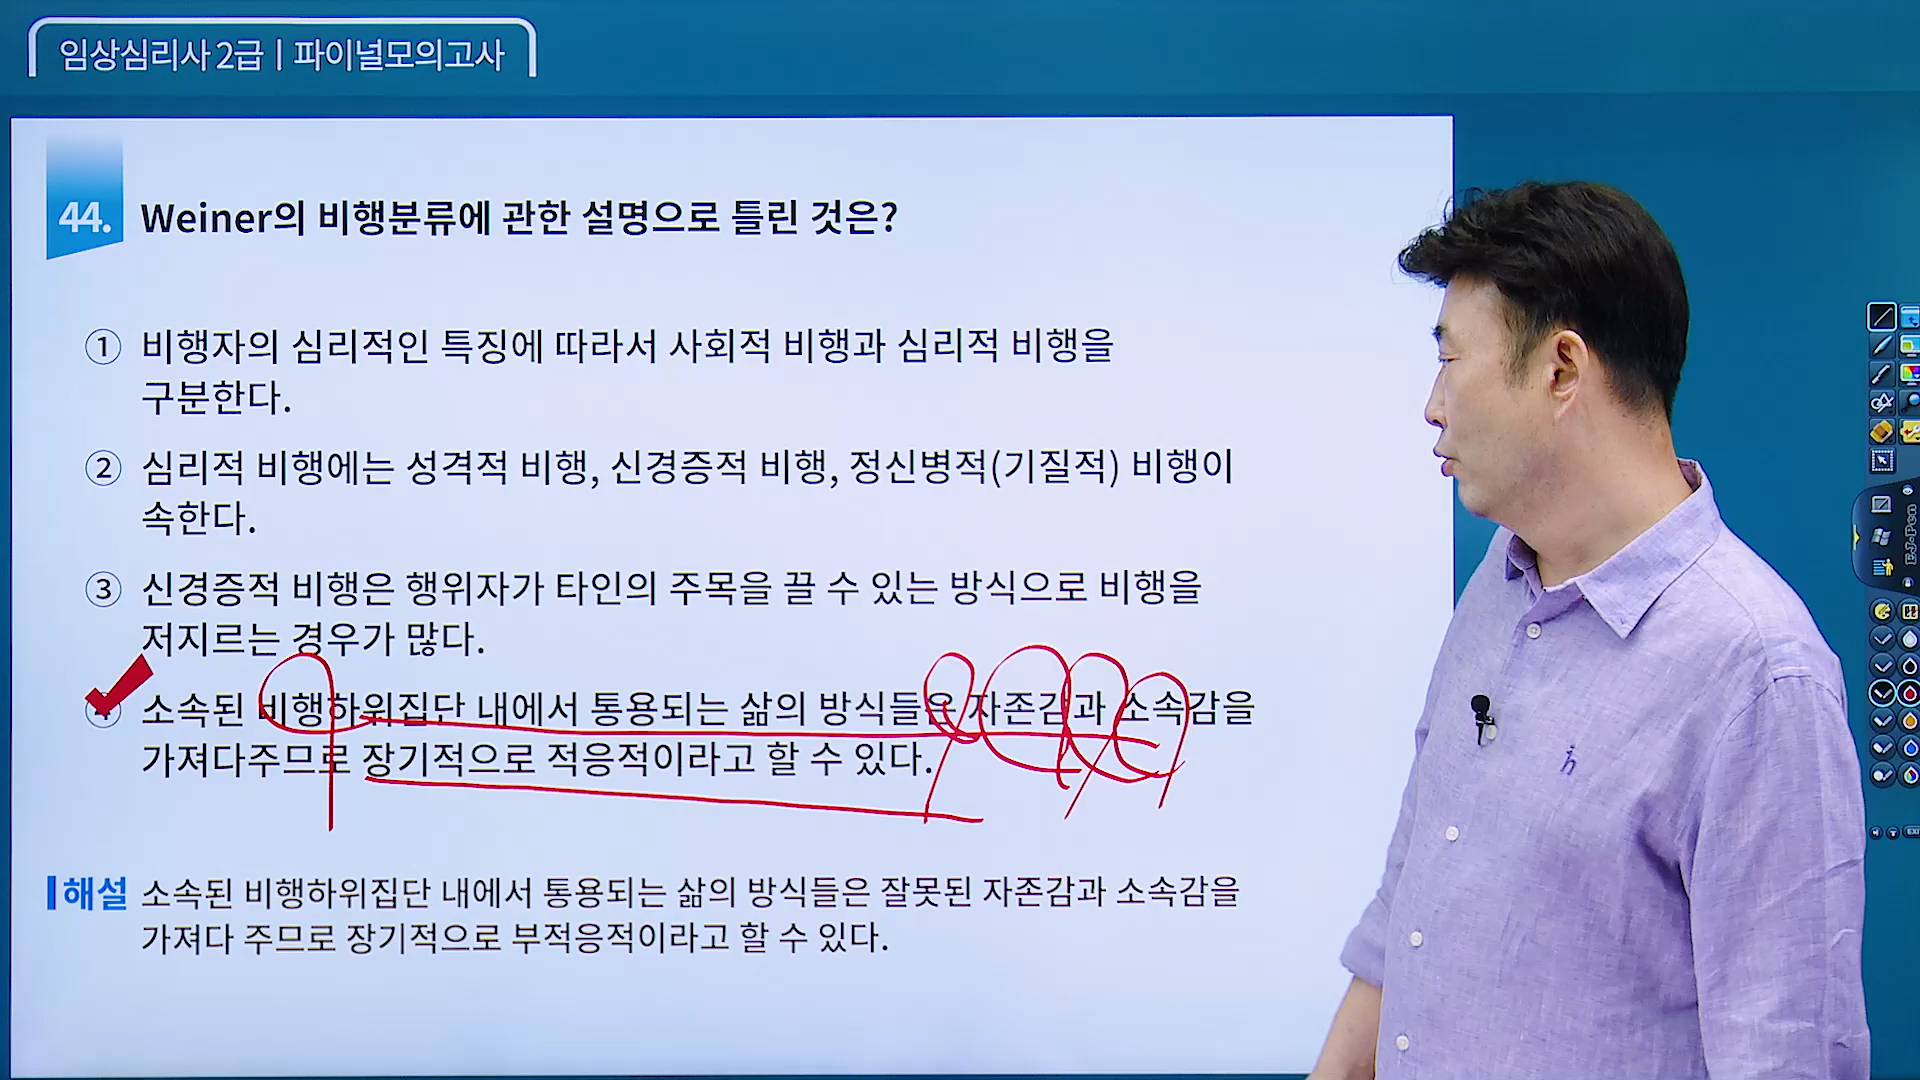 임상심리사 2급 | 파이널모의고사
44. Weiner의 비행분류에 관한 설명으로 틀린 것은?
① 비행자의 심리적인 특징에 따라서 사회적 비행과 심리적 비행을
구분한다.
② 심리적 비행에는 성격적 비행, 신경증적 비행, 정신병적(기질적) 비행이
속한다.
③ 신경증적 비행은 행위자가 타인의 주목을 끌 수 있는 방식으로 비행을
저지르는 경우가 많다.
④ 소속된 비행하위집단 내에서 통용되는 삶의 방식들은 자존감과 소속감을
가져다주므로 장기적으로 적응적이라고 할 수 있다.
해설 소속된 비행하위집단 내에서 통용되는 삶의 방식들은 잘못된 자존감과 소속감을
가져다 주므로 장기적으로 부적응적이라고 할 수 있다.
EJ-Pen
h